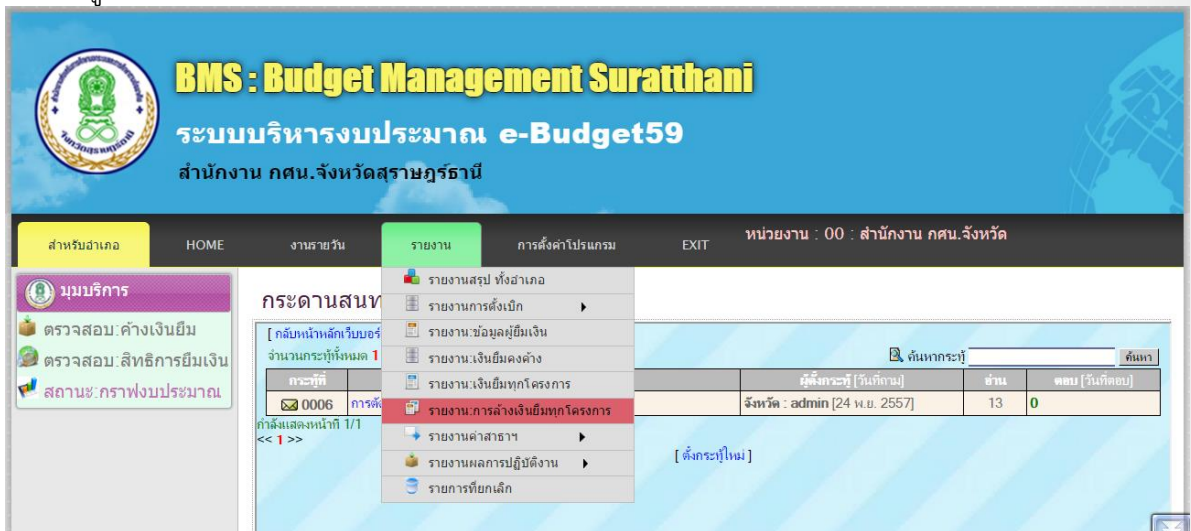 BMS : Budget Management Suratthani
ระบบบริหารงบประมาณ e-Budget59
สำนักงาน กศน.จังหวัดสุราษฎร์ธานี
สำหรับอำเภอ
HOME
งานรายวัน
รายงาน
การตั้งค่าโปรแกรม
EXIT
หน่วยงาน : 00 : สำนักงาน กศน.จังหวัด
มุมบริการ
ตรวจสอบ:ค้างเงินยืม
ตรวจสอบ:สิทธิการยืมเงิน
สถานะ:กราฟงบประมาณ
รายงานสรุป ทั้งอำเภอ
รายงานการตั้งเบิก
รายงาน:ข้อมูลผู้ยืมเงิน
รายงาน:เงินยืมคงค้าง
รายงาน:เงินยืมทุกโครงการ
รายงาน:การล้างเงินยืมทุกโครงการ
รายงานค่าสาธาฯ
รายงานผลการปฏิบัติงาน
รายการที่ยกเลิก
กระดานสนท
[ กลับหน้าหลักเว็บบอร์
จำนวนกระทู้ทั้งหมด 1
ค้นหากระทู้
ค้นหา
กระทู้ที่
ผู้ตั้งกระทู้ [วันที่ถาม]
อ่าน
ตอบ [วันที่ตอบ]
0006
การตั้ง
จังหวัด : admin [24 พ.ย. 2557]
13
0
กำลังแสดงหน้าที่ 1/1
<< 1 >>
[ ตั้งกระทู้ใหม่ ]